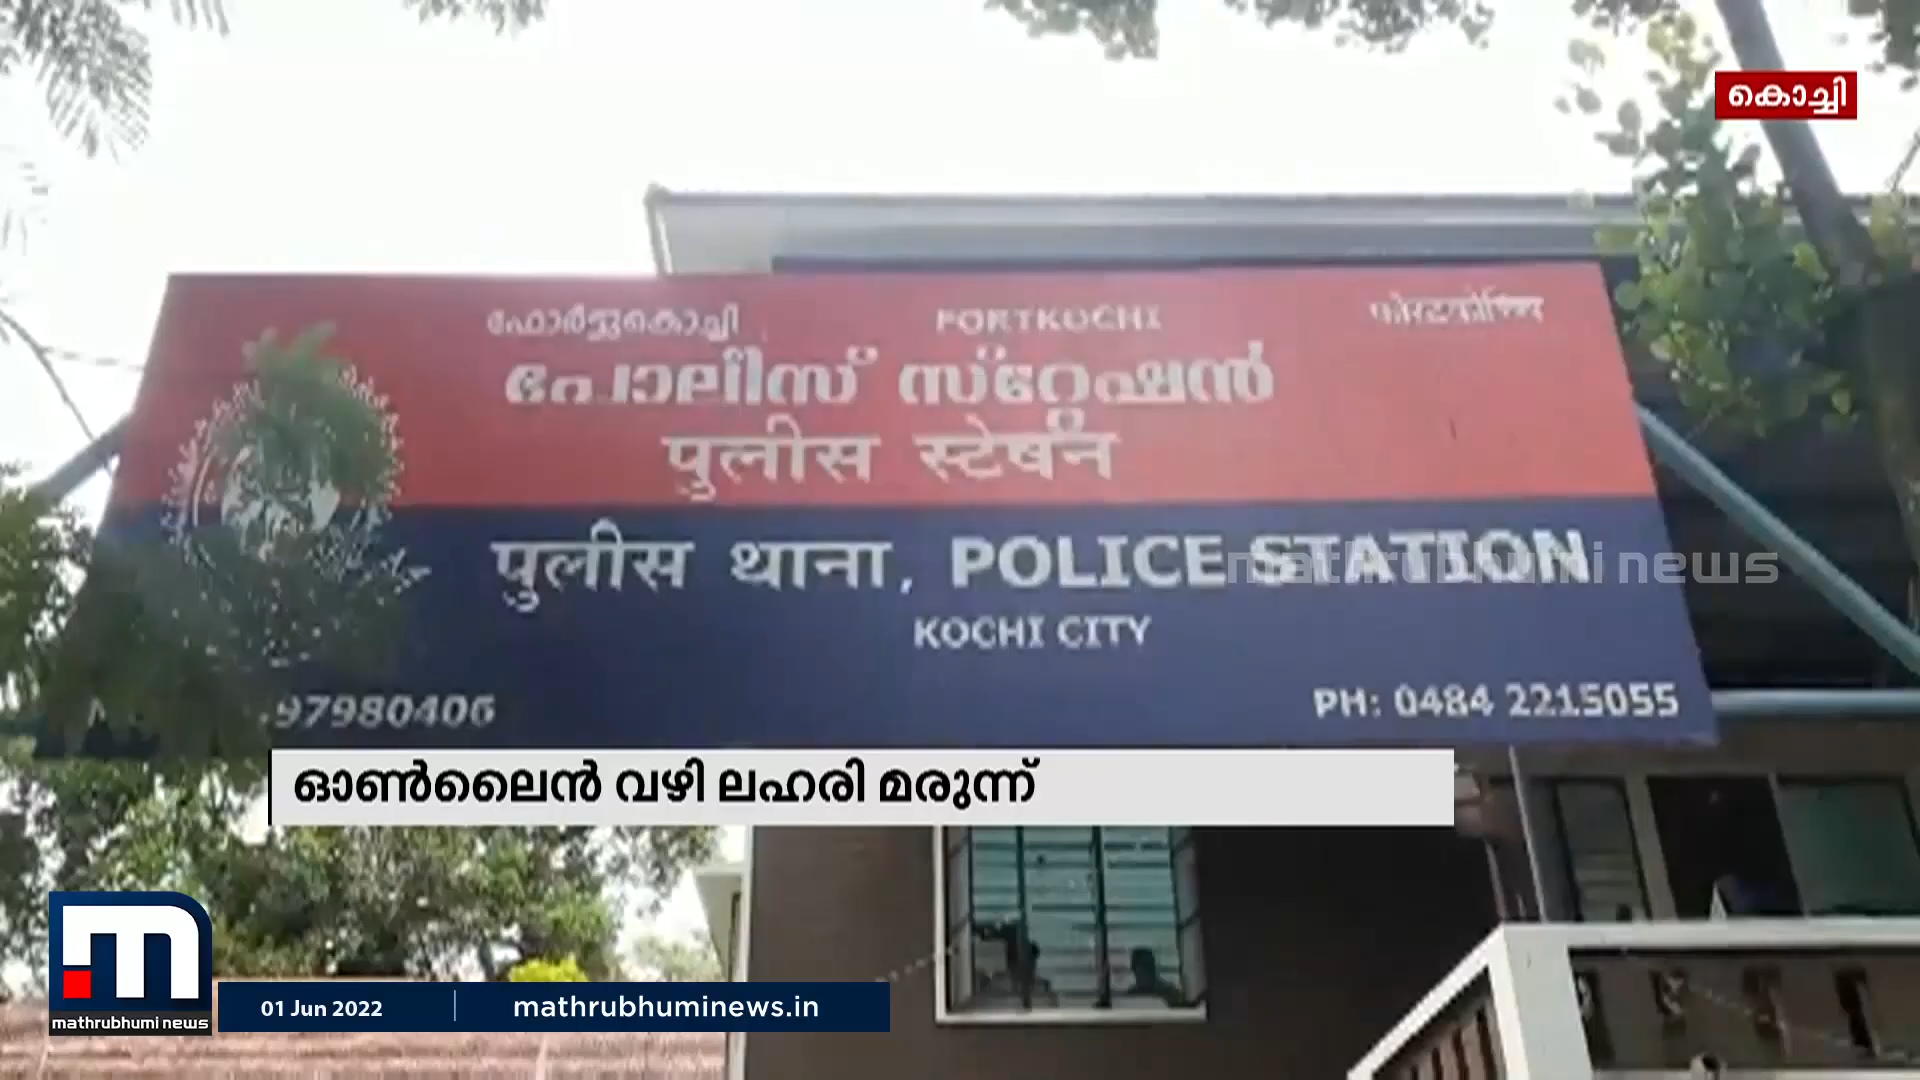 കൊച്ചി
ഫോർട്ടുകൊച്ചി FORTKOCHI
പോലീസ് സ്റ്റേഷൻ
पुलीस स्टेषन
पुलीस थाना, POLICE STATION
mathrubhumi news
KOCHI CITY
97980406 PH: 0484 2215055
ഓൺലൈൻ വഴി ലഹരി മരുന്ന്
mathrubhumi news
01 Jun 2022 mathrubhuminews.in